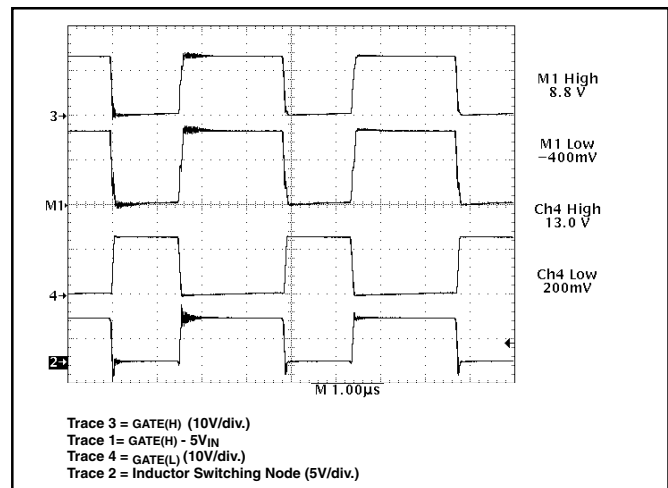 M1 High
8.8 V
3→
M1 Low
−400mV
M1
Ch4 High
13.0 V
Ch4 Low
200mV
4→
2→
M 1.00µs
Trace 3 = GATE(H) (10V/div.)
Trace 1= GATE(H) - 5VIN
Trace 4 = GATE(L) (10V/div.)
Trace 2 = Inductor Switching Node (5V/div.)